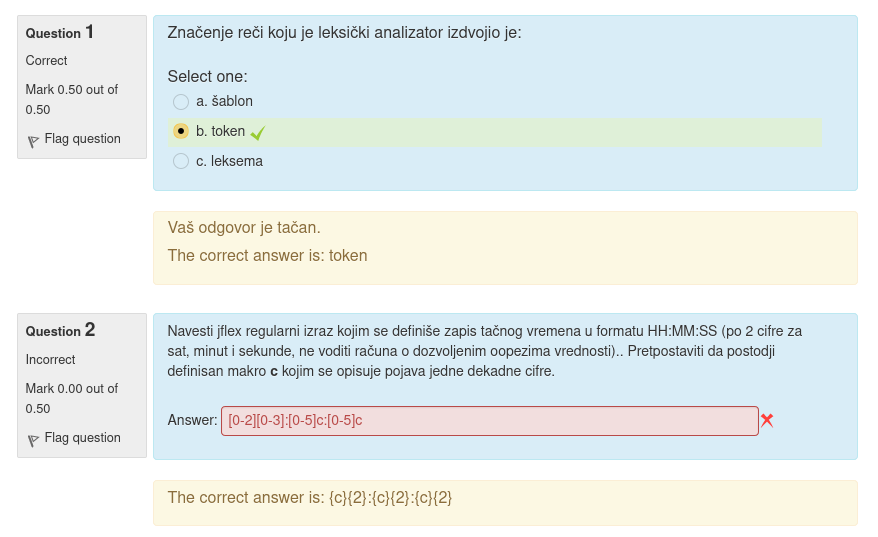 Question 1
Correct
Mark 0.50 out of
0.50
Flag question
Značenje reči koju je leksički analizator izdvojio je:
Select one:
a. šablon
b. token
c. leksema
Vaš odgovor je tačan.
The correct answer is: token
Question 2
Incorrect
Mark 0.00 out of
0.50
Flag question
Navesti jflex regularni izraz kojim se definiše zapis tačnog vremena u formatu HH:MM:SS (po 2 cifre za
sat, minut i sekunde, ne voditi računa o dozvoljenim oopezima vrednosti).. Pretpostaviti da postodji
definisan makro c kojim se opisuje pojava jedne dekadne cifre.
Answer: [0-2][0-3]:[0-5]c:[0-5]c
The correct answer is: {c}{2}:{c}{2}:{c}{2}